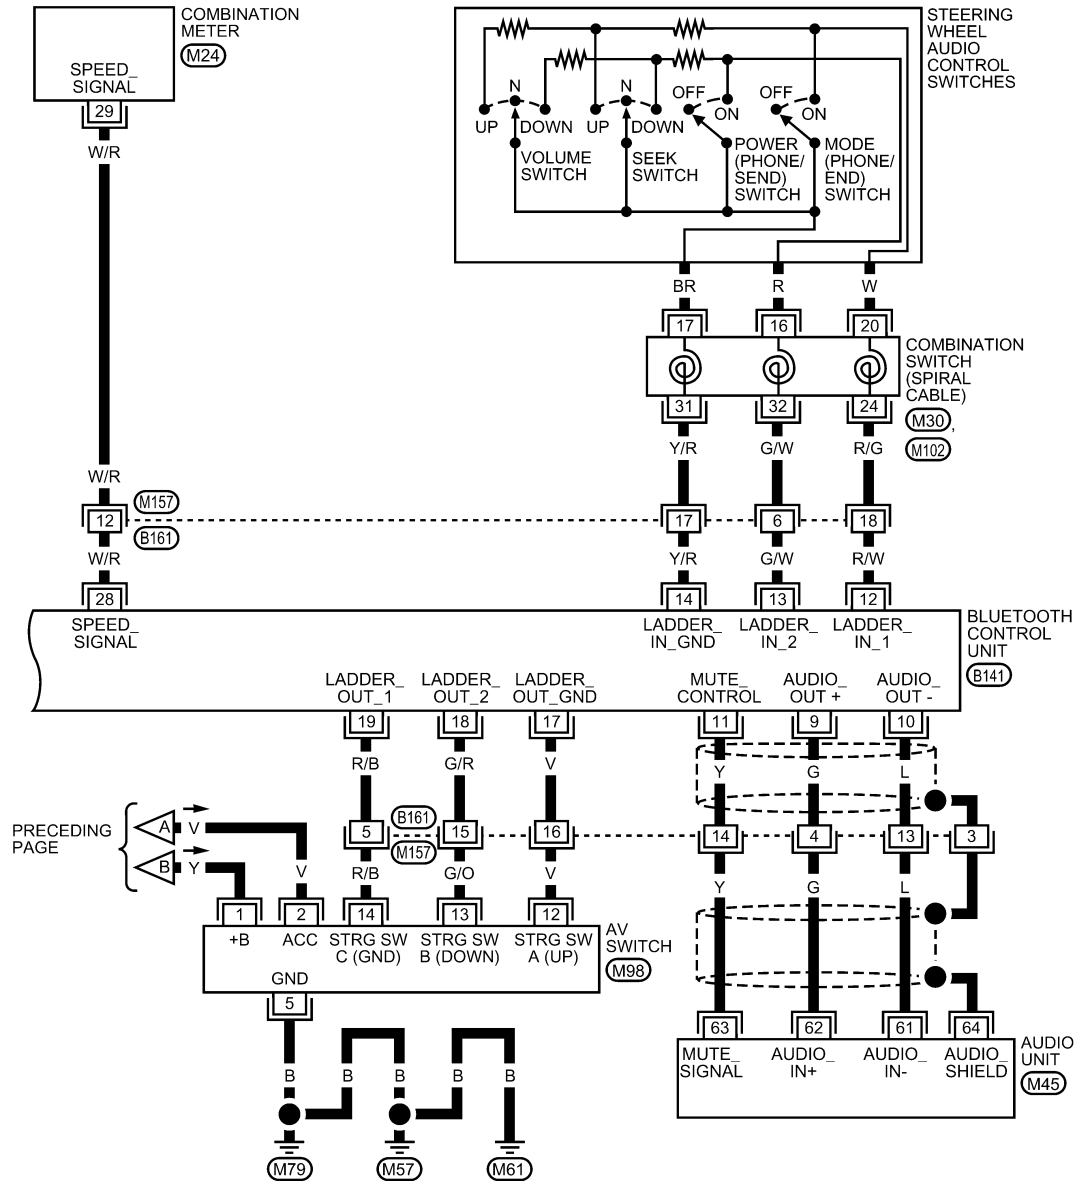 COMBINATION
METER
M24
SPEED_
SIGNAL
29
W/R
W/R
M157
12
B161
W/R
28
SPEED_
SIGNAL
STEERING
WHEEL
AUDIO
CONTROL
SWITCHES
N
N
OFF
OFF
ON
ON
UP
DOWN
UP
DOWN
VOLUME
SWITCH
SEEK
SWITCH
POWER
(PHONE/
SEND)
SWITCH
MODE
(PHONE/
END)
SWITCH
BR
R
W
17
16
20
COMBINATION
SWITCH
(SPIRAL
CABLE)
M30,
M102
31
32
24
Y/R
G/W
R/G
17
6
18
Y/R
G/W
R/W
14
13
12
LADDER_
IN_GND
LADDER_
IN_2
LADDER_
IN_1
BLUETOOTH
CONTROL
UNIT
B141
LADDER_
OUT_1
LADDER_
OUT_2
LADDER_
OUT_GND
MUTE_
CONTROL
AUDIO_
OUT +
AUDIO_
OUT -
19
18
17
11
9
10
R/B
G/R
V
Y
G
L
PRECEDING
PAGE
A
V
B
Y
V
B161
M157
5
15
16
14
4
13
3
R/B
G/O
V
Y
G
L
1
2
14
13
12
+B
ACC
STRG SW
C (GND)
STRG SW
B (DOWN)
STRG SW
A (UP)
AV
SWITCH
M98
GND
5
B
B
B
B
B
M79
M57
M61
63
62
61
64
MUTE_
SIGNAL
AUDIO_
IN+
AUDIO_
IN-
AUDIO_
SHIELD
AUDIO
UNIT
M45